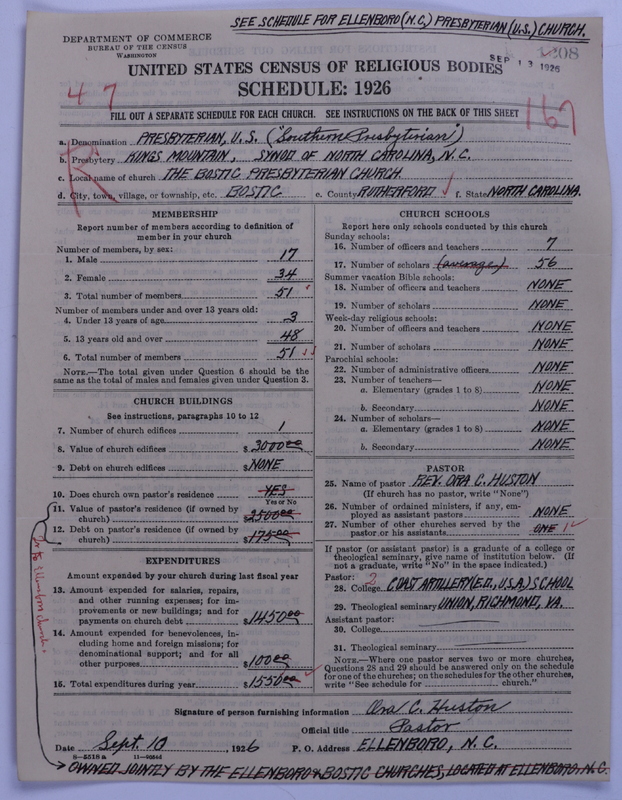 SEE SCHEDULE FOR ELLENBORO (N.C.) PRESBYTERIAN (U.S.) CHURCH.
DEPARTMENT OF COMMERCE
BUREAU OF THE CENSUS
WASHINGTON
SEP 13 1926
UNITED STATES CENSUS OF RELIGIOUS BODIES
SCHEDULE: 1926
4 7
167
FILL OUT A SEPARATE SCHEDULE FOR EACH CHURCH. SEE INSTRUCTIONS ON THE BACK OF THIS SHEET
a. Denomination PRESBYTERIAN, U.S. ("Southern Presbyterian")
b. Presbytery KINGS MOUNTAIN, SYNOD OF NORTH CAROLINA, N.C.
c. Local name of church THE BOSTIC PRESBYTERIAN CHURCH.
d. City, town, village, or township, etc. BOSTIC e. County RUTHERFORD f. State NORTH CAROLINA.
MEMBERSHIP
Report number of members according to definition of
member in your church
Number of members, by sex:
1. Male 17
2. Female 34
3. Total number of members 51
Number of members under and over 13 years old:
4. Under 13 years of age 3
5. 13 years old and over 48
6. Total number of members 51
NOTE.—The total given under Question 6 should be
same as the total of males and females given under Question 3.
CHURCH BUILDINGS
See instructions, paragraphs 10 to 12
7. Number of church edifices 1
8. Value of church edifices $ 3000 00
9. Debt on church edifices $ NONE
10. Does church own pastor's residence YES
Yes or No
11. Value of pastor's residence (if owned by
church) $ 2500 00
12. Debt on pastor's residence (if owned by
church) $ 175 00
EXPENDITURES
Amount expended by your church during last fiscal year
13. Amount expended for salaries, repairs,
and other running expenses; for im-
provements or new buildings; and for
payments on church debt $ 1450 00
14. Amount expended for benevolences, in-
cluding home and foreign missions; for
denominational support; and for all
other purposes $ 100 00
15. Total expenditures during year $ 1550 00
CHURCH SCHOOLS
Report here only schools conducted by this church
Sunday schools:
16. Number of officers and teachers 7
17. Number of scholars (average) 56
Summer vacation Bible schools:
18. Number of officers and teachers NONE
19. Number of scholars NONE
Week-day religious schools:
20. Number of officers and teachers NONE
21. Number of scholars NONE
Parochial schools:
22. Number of administrative officers NONE
23. Number of teachers—
a. Elementary (grades 1 to 8) NONE
b. Secondary NONE
24. Number of scholars—
a. Elementary (grades 1 to 8) NONE
b. Secondary NONE
PASTOR
25. Name of pastor REV. ORA C. HUSTON
(If church has no pastor, write "None")
26. Number of ordained ministers, if any, em-
ployed as assistant pastors NONE
27. Number of other churches served by the
pastor or his assistants ONE 1
If pastor (or assistant pastor) is a graduate of a college or
theological seminary, give name of institution below. (If
not a graduate, write "No" in the space indicated.)
Pastor: 2
28. College COAST ARTILLERY (E.D., U.S.A.) SCHOOL
29. Theological seminary UNION, RICHMOND, VA.
Assistant pastor:
30. College
31. Theological seminary
NOTE.—Where one pastor serves two or more churches,
Questions 28 and 29 should be answered only on the schedule
for one of the churches; on the schedules for the other churches,
write "See schedule for church."
Signature of person furnishing information Ora C. Huston
Official title Pastor
Date Sept. 10, 1926 P. O. Address ELLENBORO, N.C.
OWNED JOINTLY BY THE ELLENBORO & BOSTIC CHURCHES, LOCATED AT ELLENBORO, N.C.